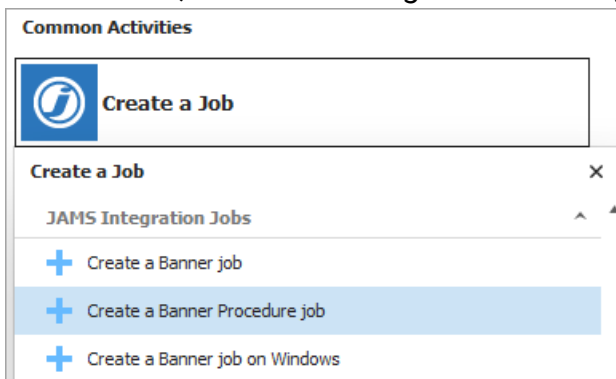 Common Activities
Create a Job
Create a Job
JAMS Integration Jobs
Create a Banner job
Create a Banner Procedure job
Create a Banner job on Windows